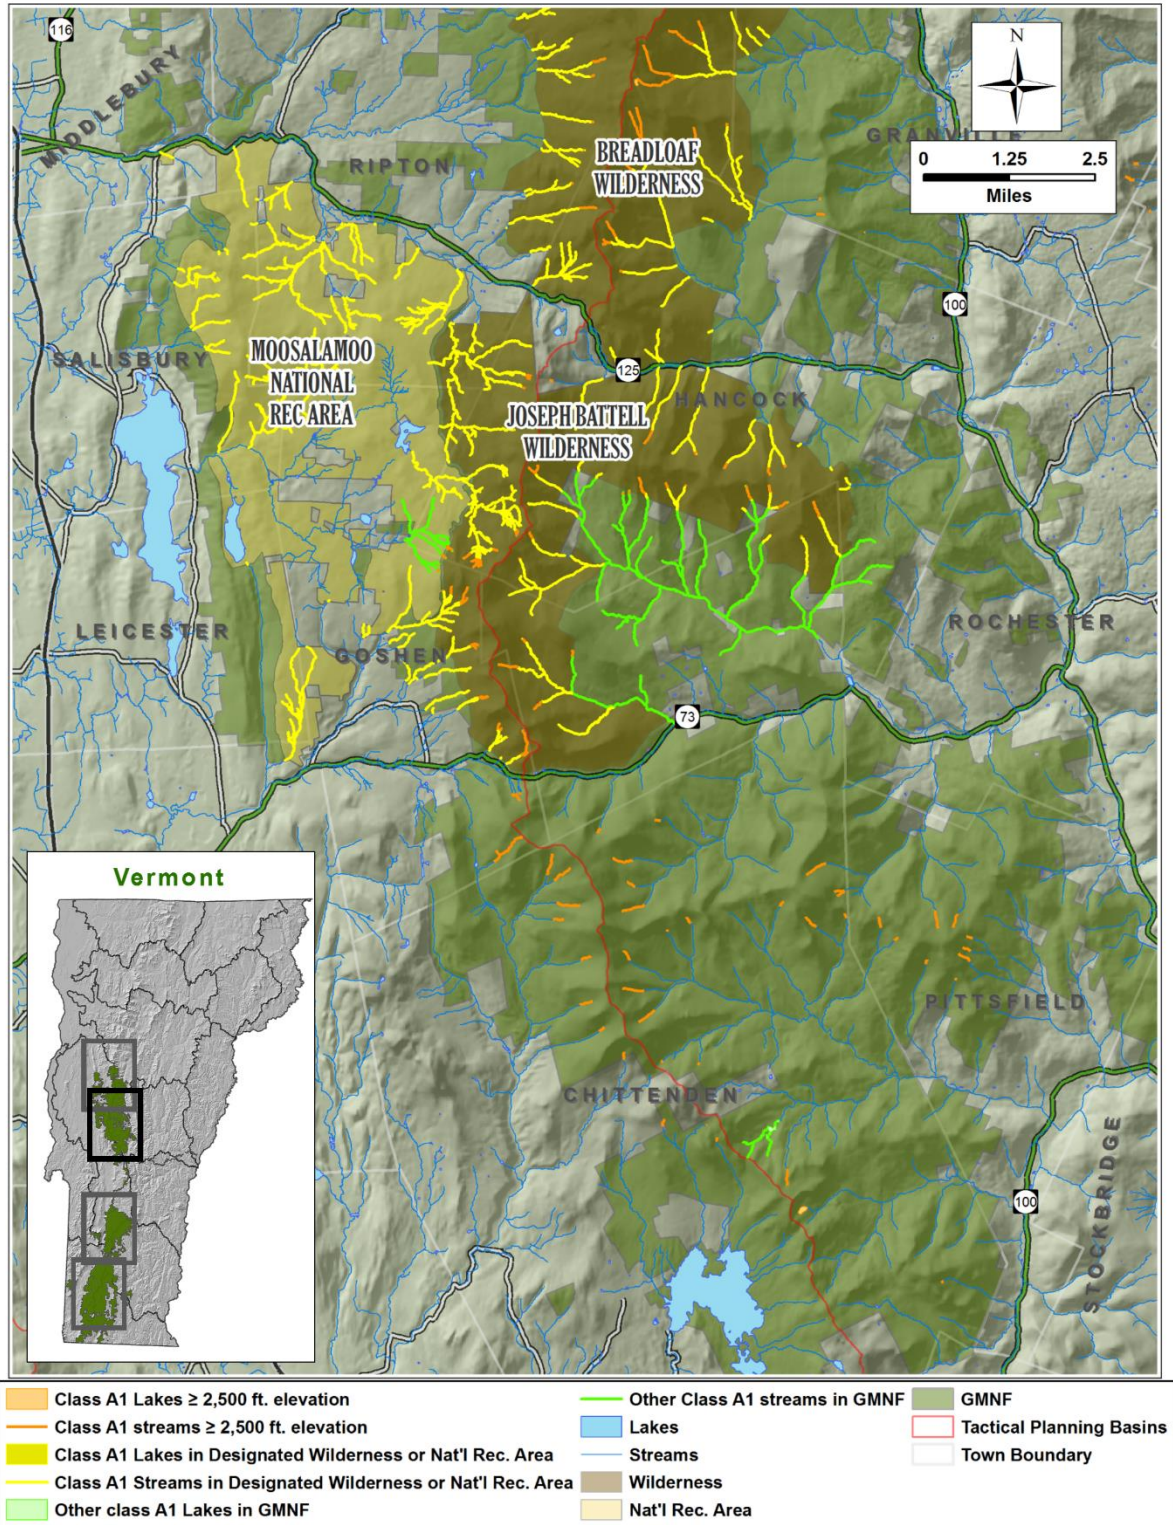 116
MIDDLEBURY
N
GRANVILLE
0 1.25 2.5
Miles
RIPTON
BREADLOAF
WILDERNESS
100
SALISBURY
MOOSALAMOO
NATIONAL
REC AREA
125
HANCOCK
JOSEPH BATTELL
WILDERNESS
LEICESTER
GOSHEN
ROCHESTER
73
Vermont
PITTSFIELD
CHITTENDEN
STOCKBRIDGE
100
Class A1 Lakes ≥ 2,500 ft. elevation
Class A1 streams ≥ 2,500 ft. elevation
Class A1 Lakes in Designated Wilderness or Nat'l Rec. Area
Class A1 Streams in Designated Wilderness or Nat'l Rec. Area
Other class A1 Lakes in GMNF
Other Class A1 streams in GMNF
Lakes
Streams
Wilderness
Nat'l Rec. Area
GMNF
Tactical Planning Basins
Town Boundary